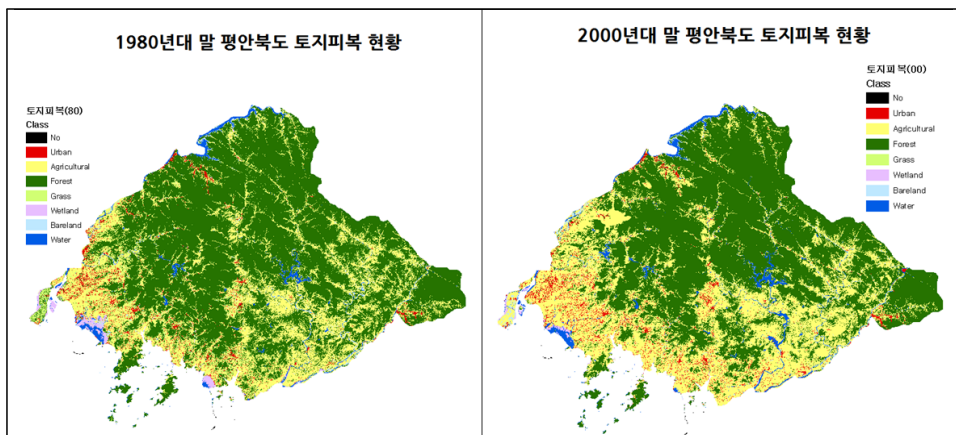 1980년대 말 평안북도 토지피복 현황
토지피복(80)
Class
No
Urban
Agricultural
Forest
Grass
Wetland
Bareland
Water
2000년대 말 평안북도 토지피복 현황
토지피복(00)
Class
No
Urban
Agricultural
Forest
Grass
Wetland
Bareland
Water